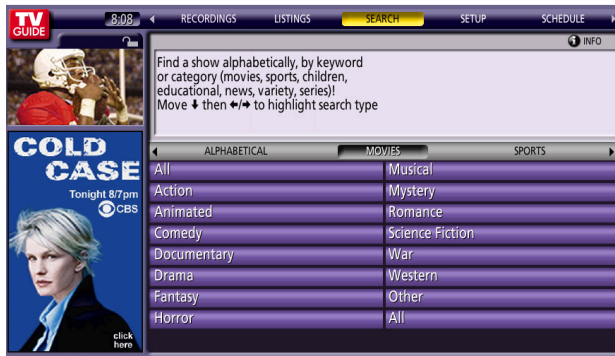 TV
GUIDE
8:08
RECORDINGS
LISTINGS
SEARCH
SETUP
SCHEDULE
i INFO
Find a show alphabetically, by keyword
or category (movies, sports, children,
educational, news, variety, series)!
Move ⬇ then ⬅/➡ to highlight search type
ALPHABETICAL
MOVIES
SPORTS
All
Action
Animated
Comedy
Documentary
Drama
Fantasy
Horror
Musical
Mystery
Romance
Science Fiction
War
Western
Other
All
COLD
CASE
Tonight 8/7pm
CBS
click
here